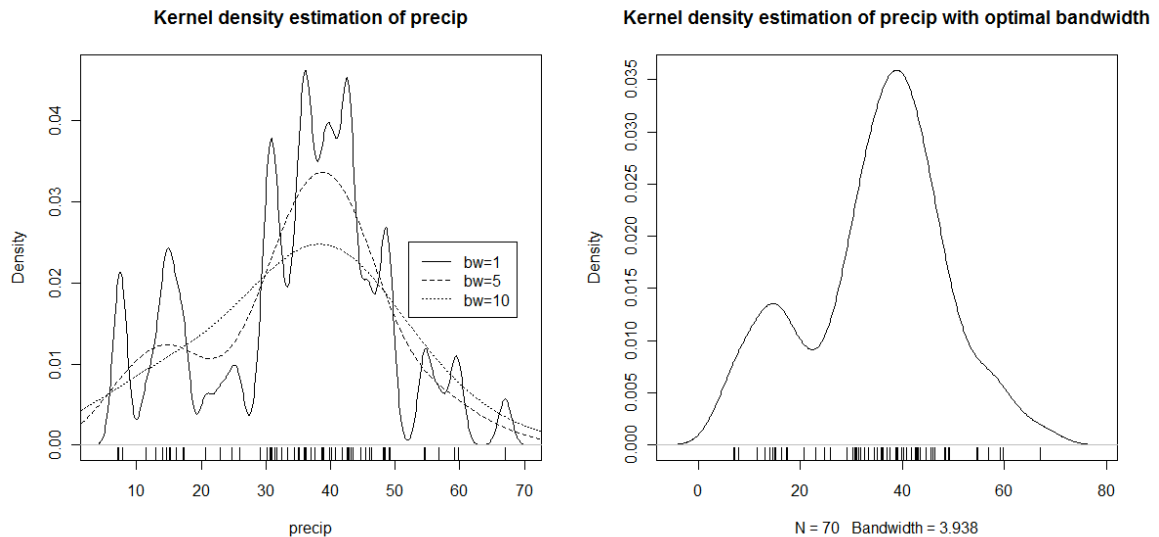 Kernel density estimation of precip
Density
0.00
0.01
0.02
0.03
0.04
bw=1
bw=5
bw=10
10
20
30
40
50
60
70
precip
Kernel density estimation of precip with optimal bandwidth
Density
0.000
0.005
0.010
0.015
0.020
0.025
0.030
0.035
0
20
40
60
80
N = 70 Bandwidth = 3.938